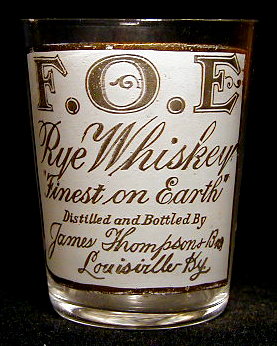 F.O.E
Rye Whiskey
"Finest on Earth"
Distilled and Bottled By
James Thompson & Bro
Louisville Ky.